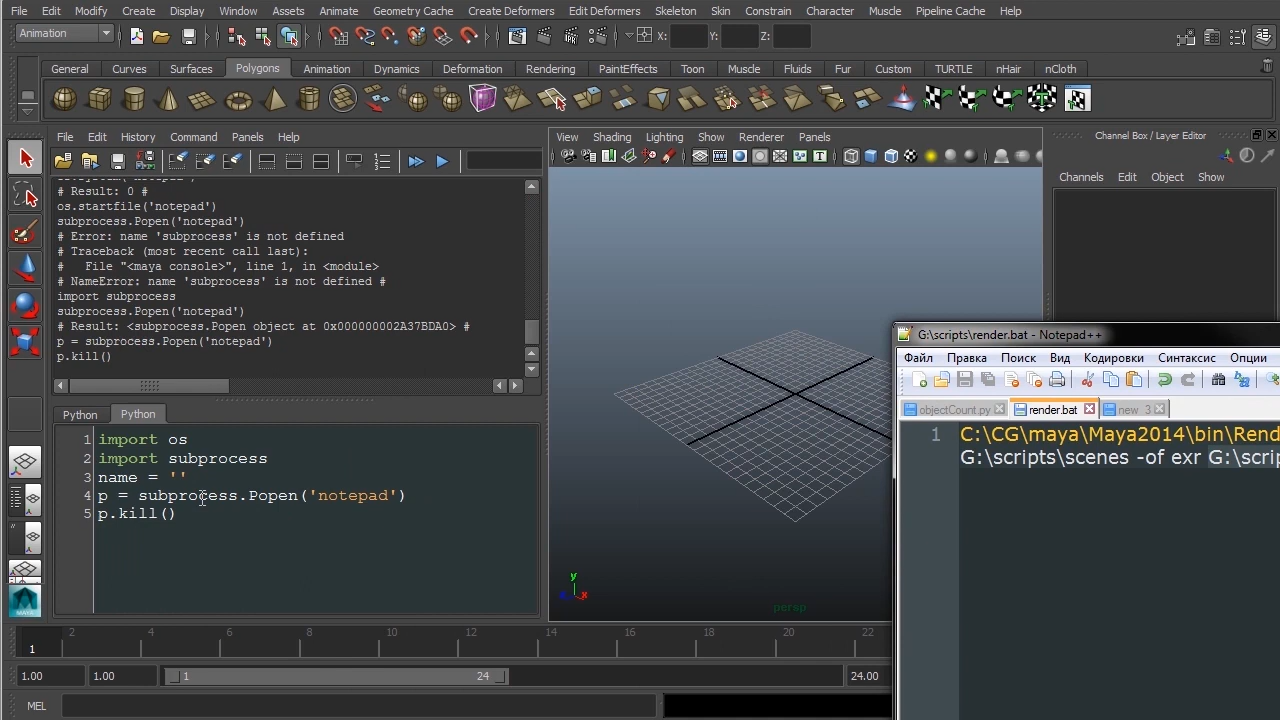 File Edit Modify Create Display Window Assets Animate Geometry Cache Create Deformers Edit Deformers Skeleton Skin Constrain Character Muscle Pipeline Cache Help
Animation
X: Y: Z:
General Curves Surfaces Polygons Animation Dynamics Deformation Rendering PaintEffects Toon Muscle Fluids Fur Custom TURTLE nHair nCloth
File Edit History Command Panels Help
View Shading Lighting Show Renderer Panels
Channel Box / Layer Editor
Channels Edit Object Show
# Result: 0 #
os.startfile('notepad')
subprocess.Popen('notepad')
# Error: name 'subprocess' is not defined
# Traceback (most recent call last):
#   File "<maya console>", line 1, in <module>
# NameError: name 'subprocess' is not defined #
import subprocess
subprocess.Popen('notepad')
# Result: <subprocess.Popen object at 0x000000002A37BDA0> #
p = subprocess.Popen('notepad')
p.kill()
Python Python
1 import os
2 import subprocess
3 name = ''
4 p = subprocess.Popen('notepad')
5 p.kill()
y
x
persp
G:\scripts\render.bat - Notepad++
Файл Правка Поиск Вид Кодировки Синтаксис Опции
objectCount.py render.bat new 3
1 C:\CG\maya\Maya2014\bin\Rend
G:\scripts\scenes -of exr G:\scrip
MAYA
1 2 4 6 8 10 12 14 16 18 20 22
1.00 1.00 1 24 24.00
MEL